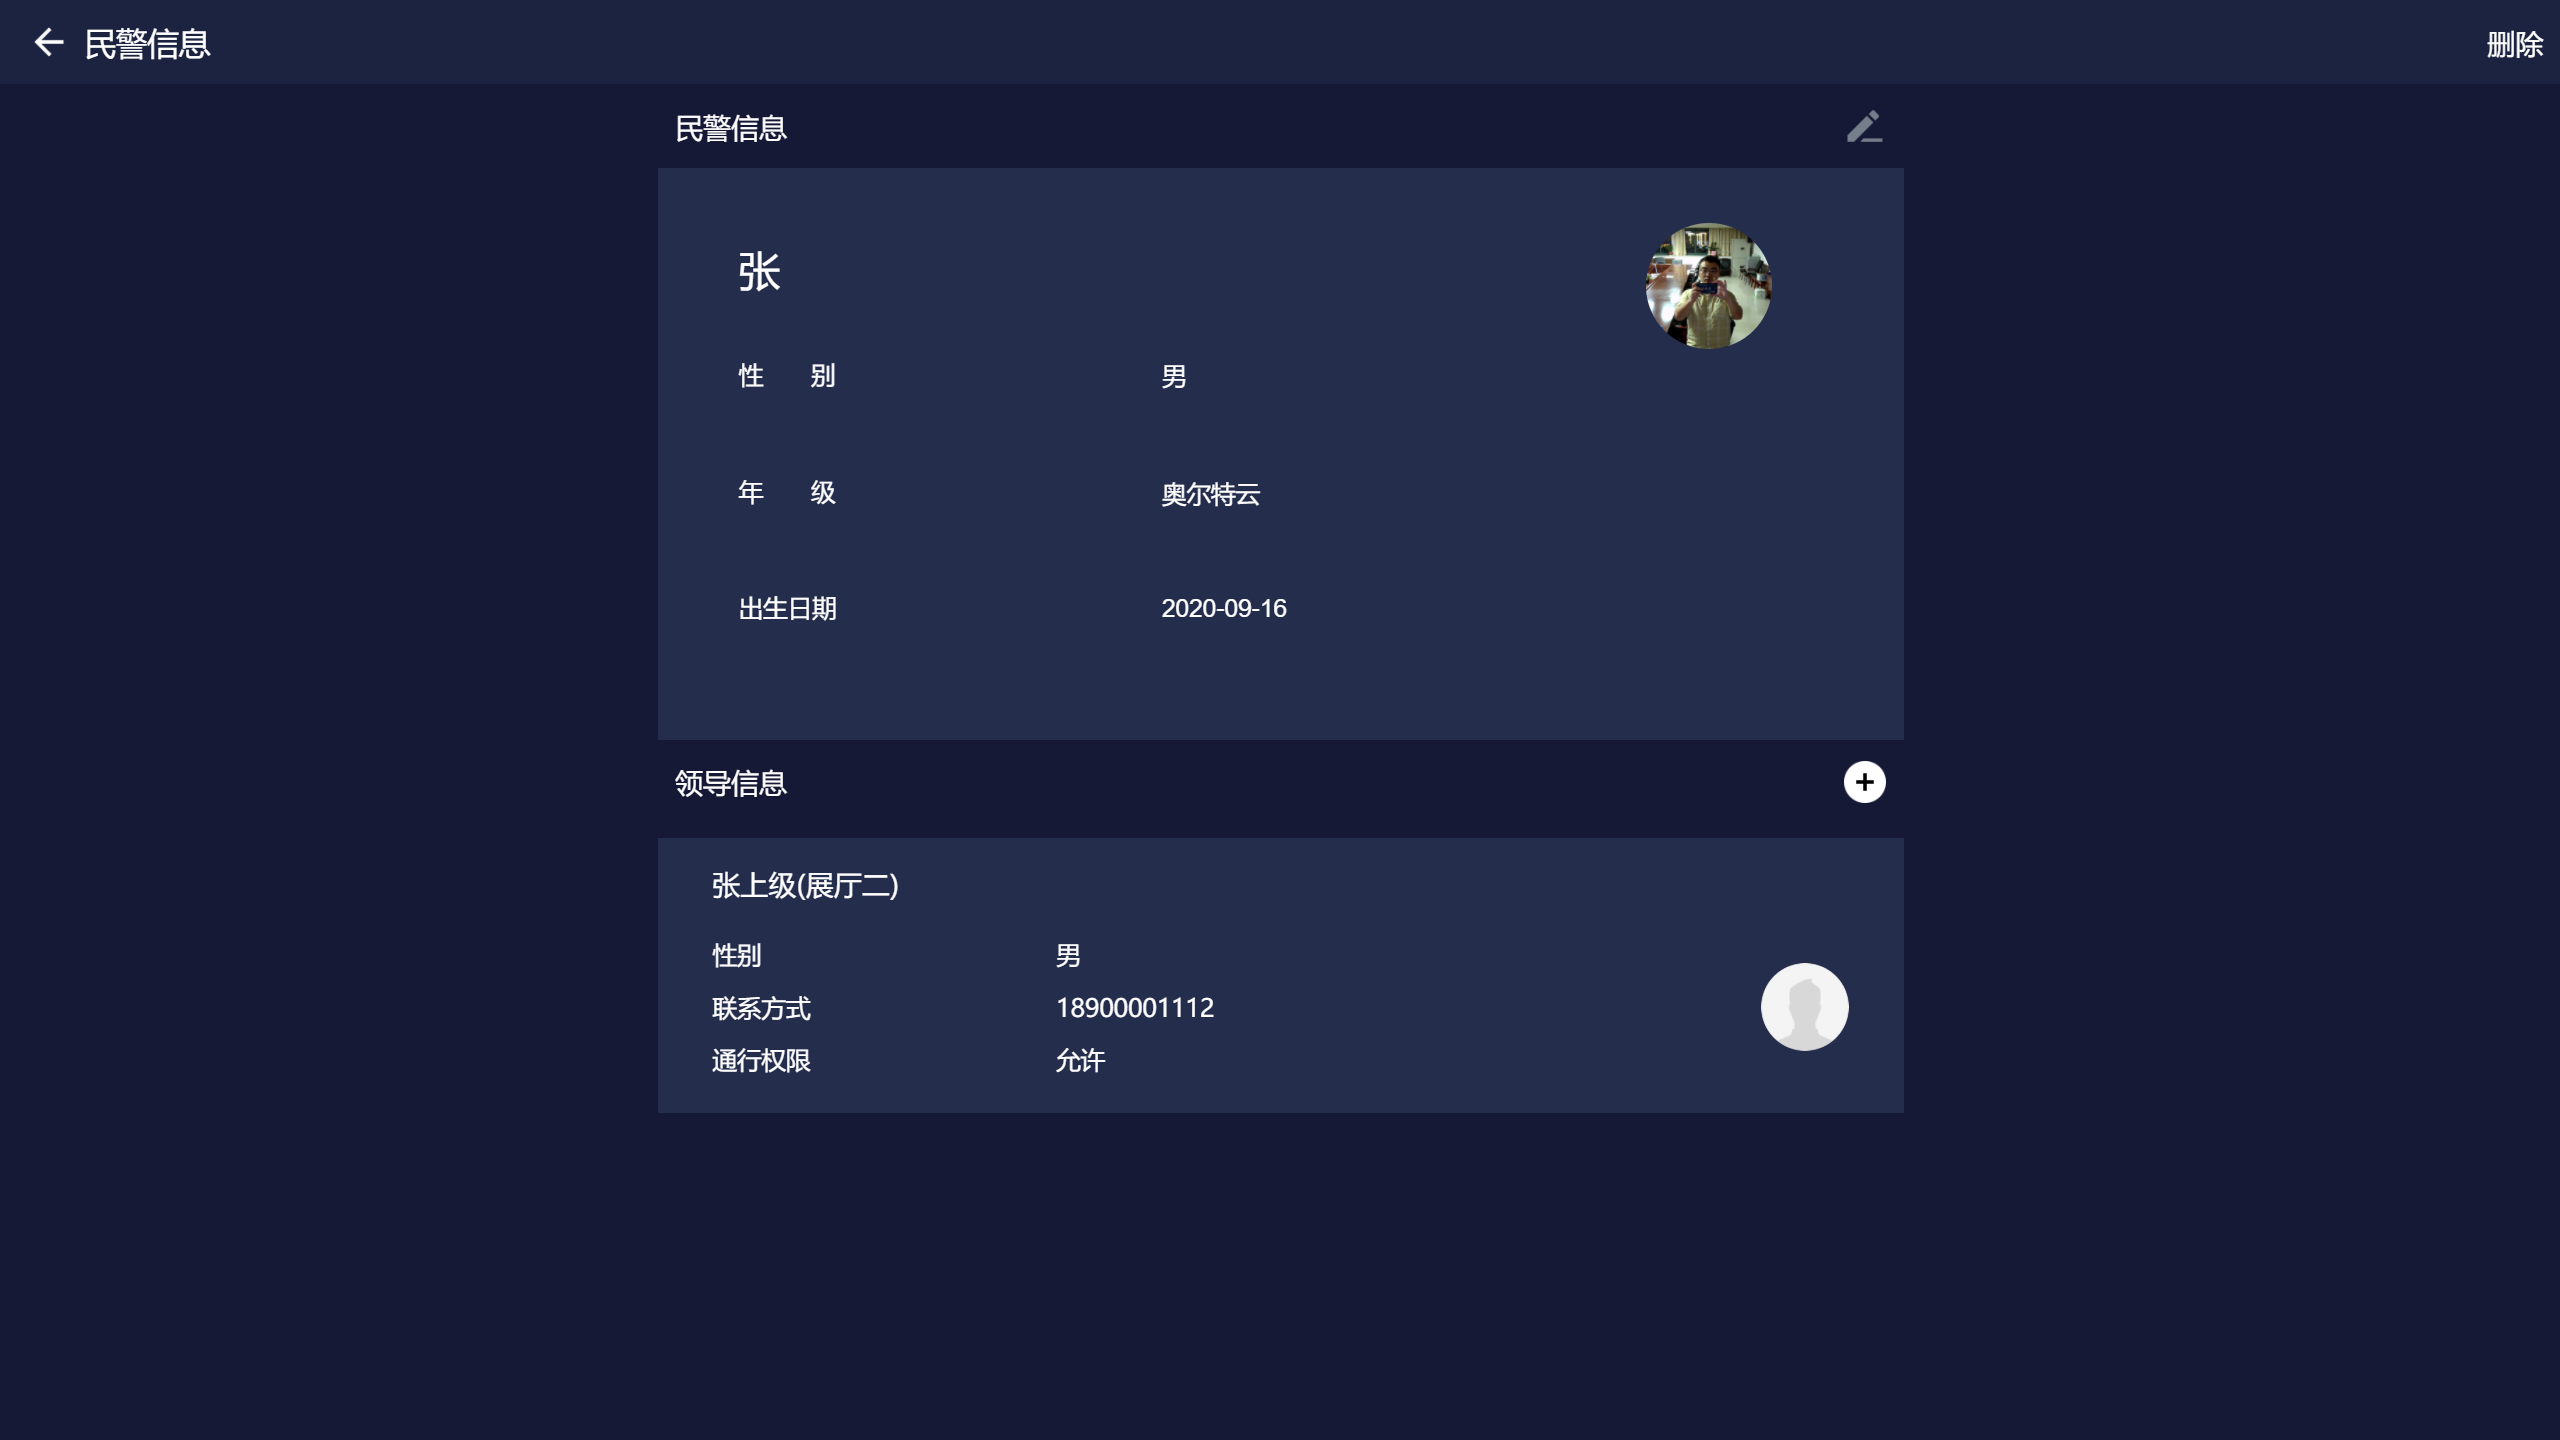 民警信息
删除
民警信息
张
性 别 男
年 级 奥尔特云
出生日期 2020-09-16
领导信息
张上级(展厅二)
性别 男
联系方式 18900001112
通行权限 允许